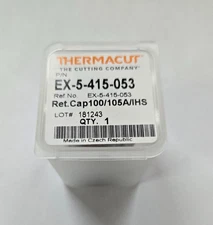 THERMACUT
THE CUTTING COMPANY
P/N
EX-5-415-053
Ref No EX-5-415-053
Ret.Cap100/105A/IHS
LOT# 181243
QTY. 1
Made in Czech Republic